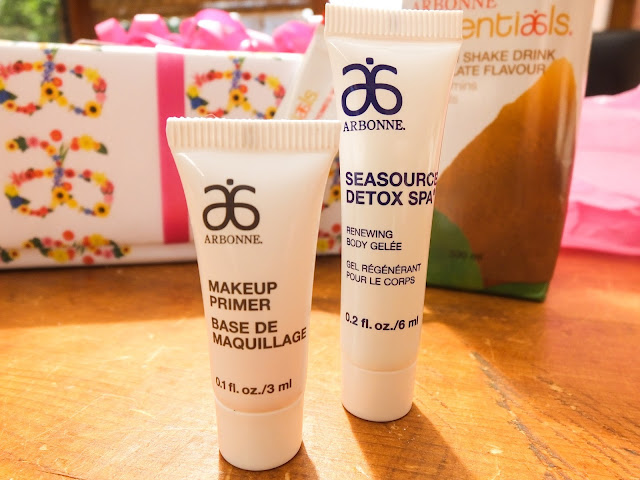 ARBONNE.
MAKEUP
PRIMER
BASE DE
MAQUILLAGE
0.1 fl. oz./3 ml
ARBONNE.
SEASOURCE
DETOX SPA
RENEWING
BODY GELÉE
GEL RÉGÉNÉRANT
POUR LE CORPS
0.2 fl. oz./6 ml
ARBONNE
SHAKE DRINK
FLAVOUR